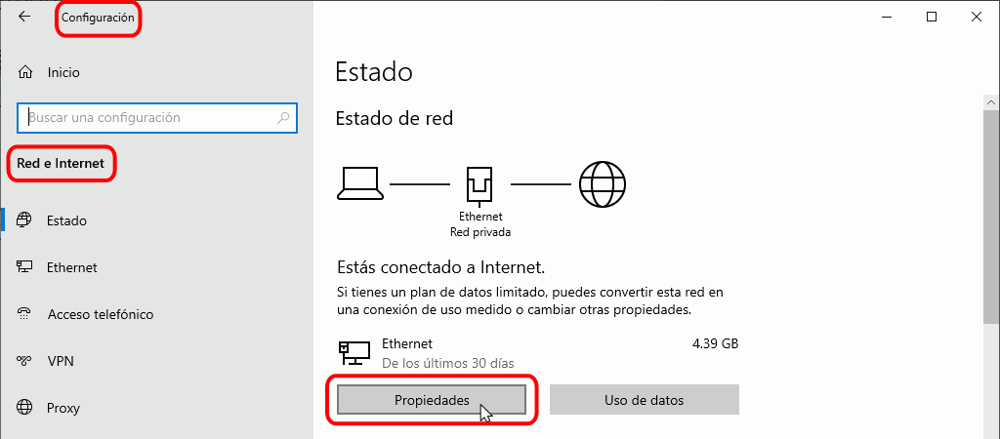 Configuración
Inicio
Buscar una configuración
Red e Internet
Estado
Ethernet
Acceso telefónico
VPN
Proxy
Estado
Estado de red
Ethernet
Red privada
Estás conectado a Internet.
Si tienes un plan de datos limitado, puedes convertir esta red en
una conexión de uso medido o cambiar otras propiedades.
Ethernet 4.39 GB
De los últimos 30 días
Propiedades Uso de datos